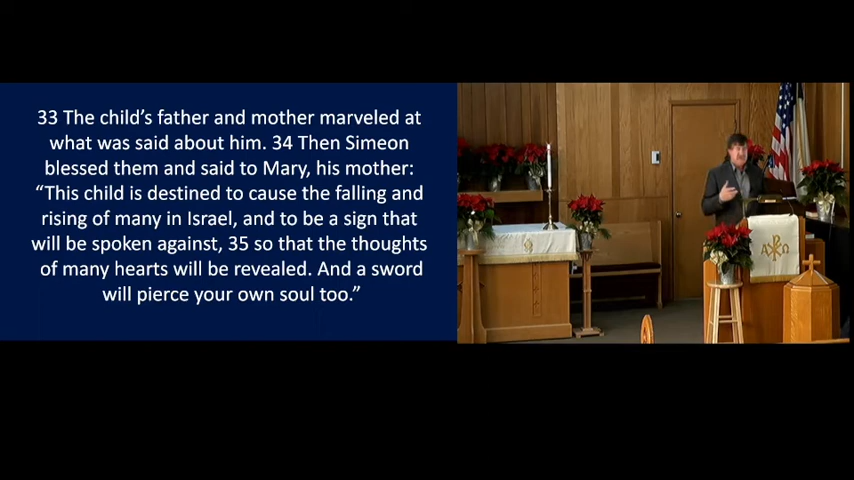 33 The child’s father and mother marveled at
what was said about him. 34 Then Simeon
blessed them and said to Mary, his mother:
“This child is destined to cause the falling and
rising of many in Israel, and to be a sign that
will be spoken against, 35 so that the thoughts
of many hearts will be revealed. And a sword
will pierce your own soul too.”
ΑΩ